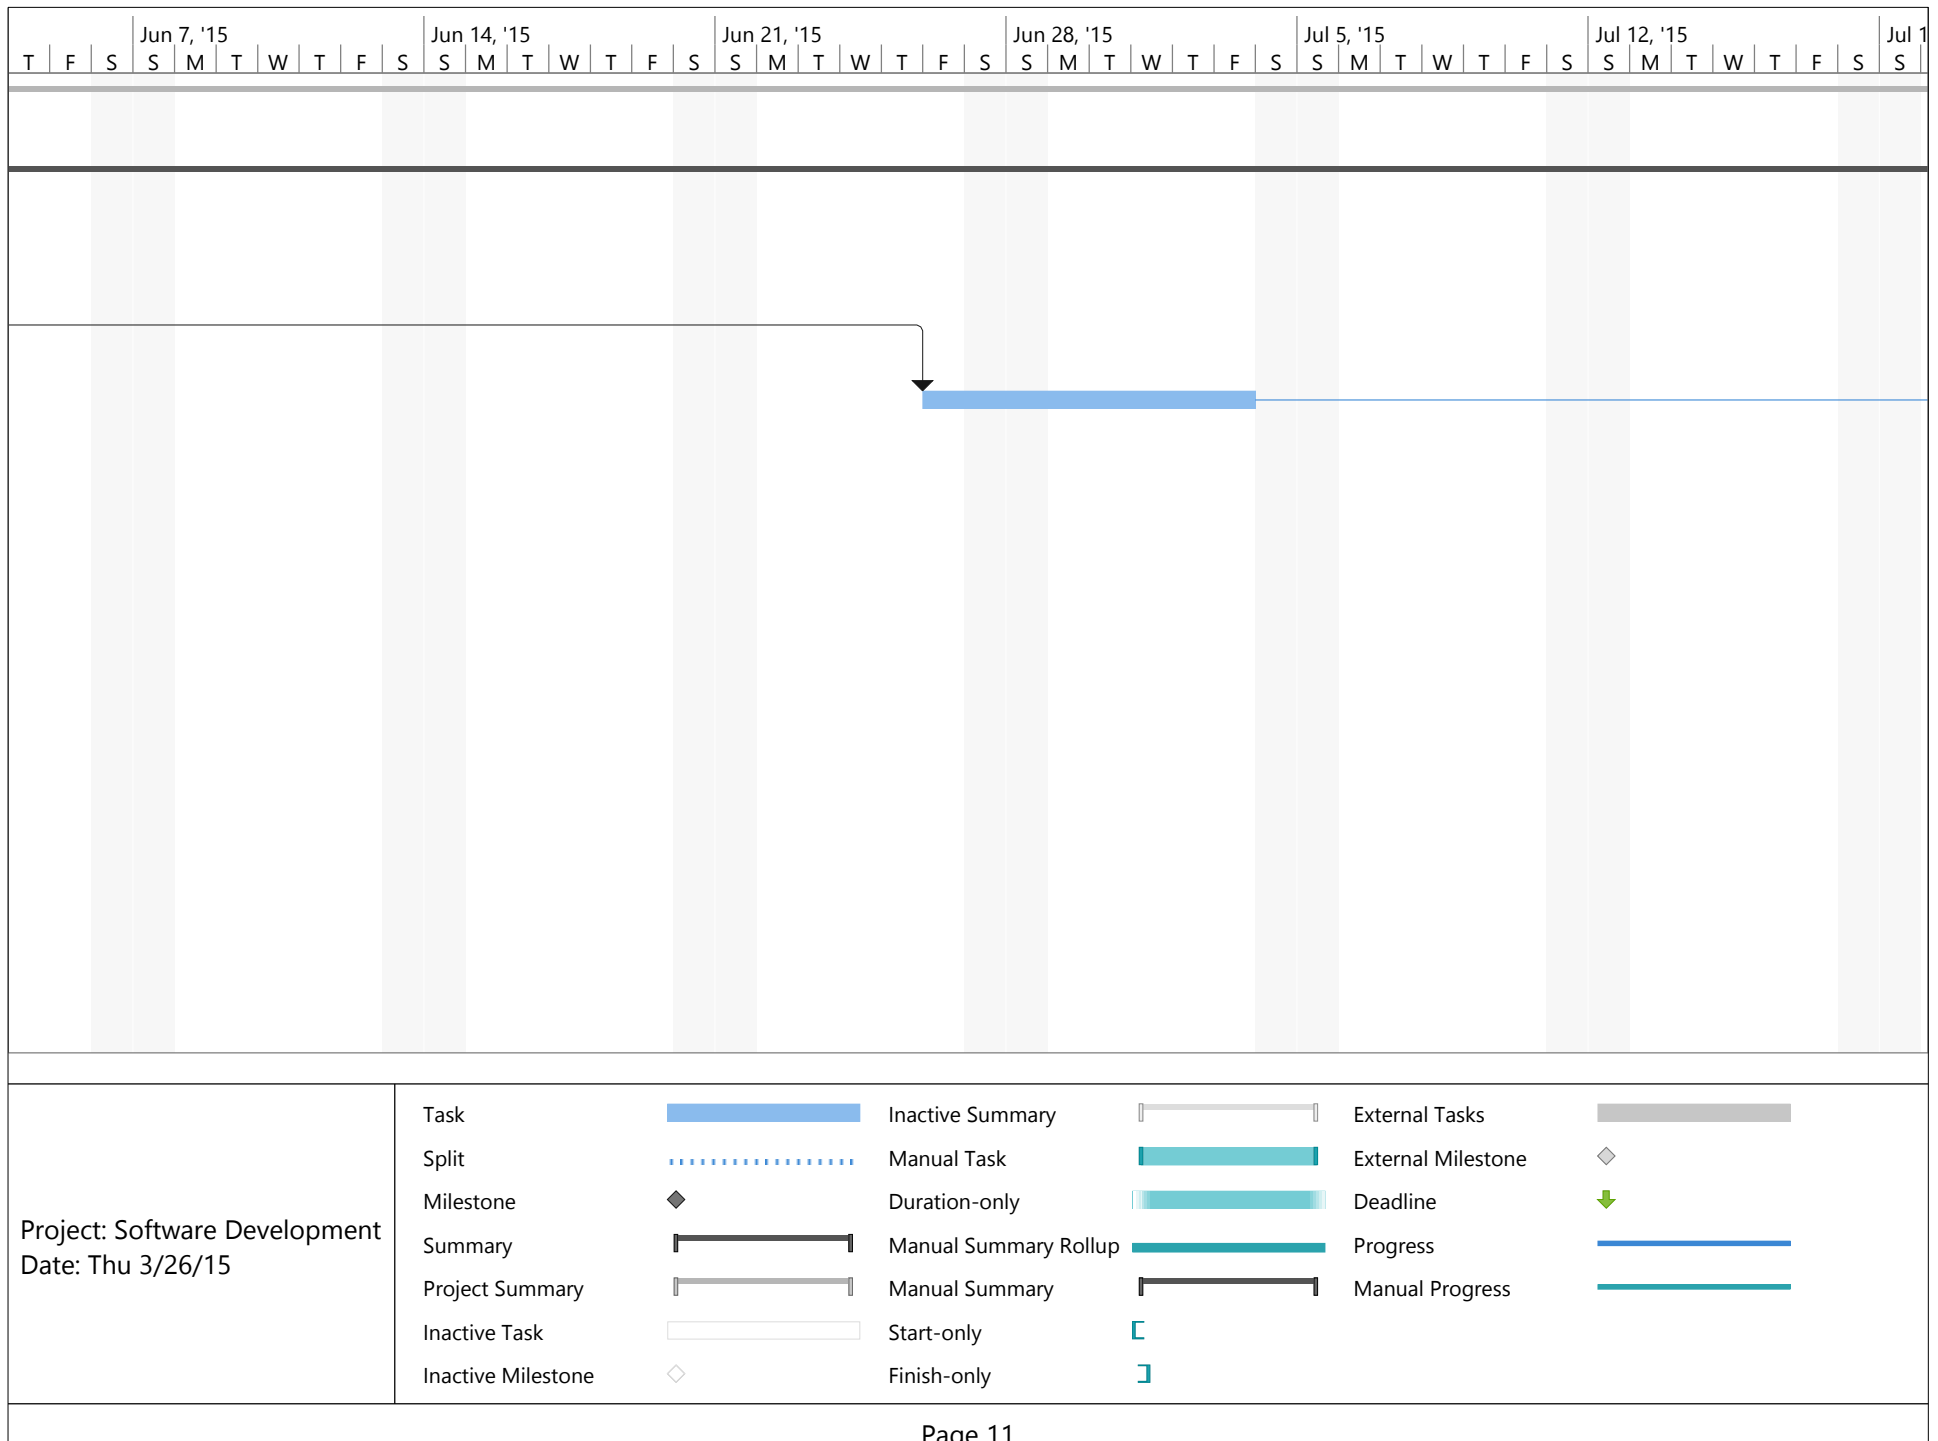 Jun 7, '15 Jun 14, '15 Jun 21, '15 Jun 28, '15 Jul 5, '15 Jul 12, '15 Jul 1
T F S S M T W T F S S M T W T F S S M T W T F S S M T W T F S S M T W T F S S M T W T F S S
Task
Split
Milestone
Summary
Project Summary
Inactive Task
Inactive Milestone
Inactive Summary
Manual Task
Duration-only
Manual Summary Rollup
Manual Summary
Start-only
Finish-only
External Tasks
External Milestone
Deadline
Progress
Manual Progress
Project: Software Development
Date: Thu 3/26/15
Page 11